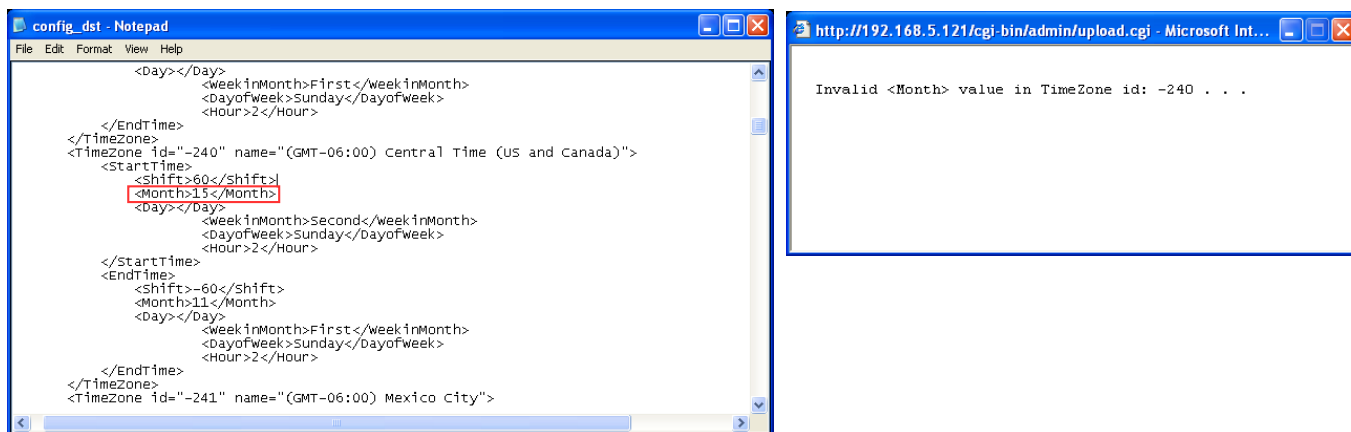 config_dst - Notepad
File Edit Format View Help
<Day></Day>
<WeekinMonth>First</WeekinMonth>
<DayofWeek>Sunday</DayofWeek>
<Hour>2</Hour>
</EndTime>
</TimeZone>
<TimeZone id="-240" name="(GMT-06:00) Central Time (US and Canada)">
<StartTime>
<Shift>60</Shift>
<Month>15</Month>
<Day></Day>
<WeekinMonth>Second</WeekinMonth>
<DayofWeek>Sunday</DayofWeek>
<Hour>2</Hour>
</StartTime>
<EndTime>
<Shift>-60</Shift>
<Month>11</Month>
<Day></Day>
<WeekinMonth>First</WeekinMonth>
<DayofWeek>Sunday</DayofWeek>
<Hour>2</Hour>
</EndTime>
</TimeZone>
<TimeZone id="-241" name="(GMT-06:00) Mexico City">
http://192.168.5.121/cgi-bin/admin/upload.cgi - Microsoft Int...
Invalid <Month> value in TimeZone id: -240 . . .